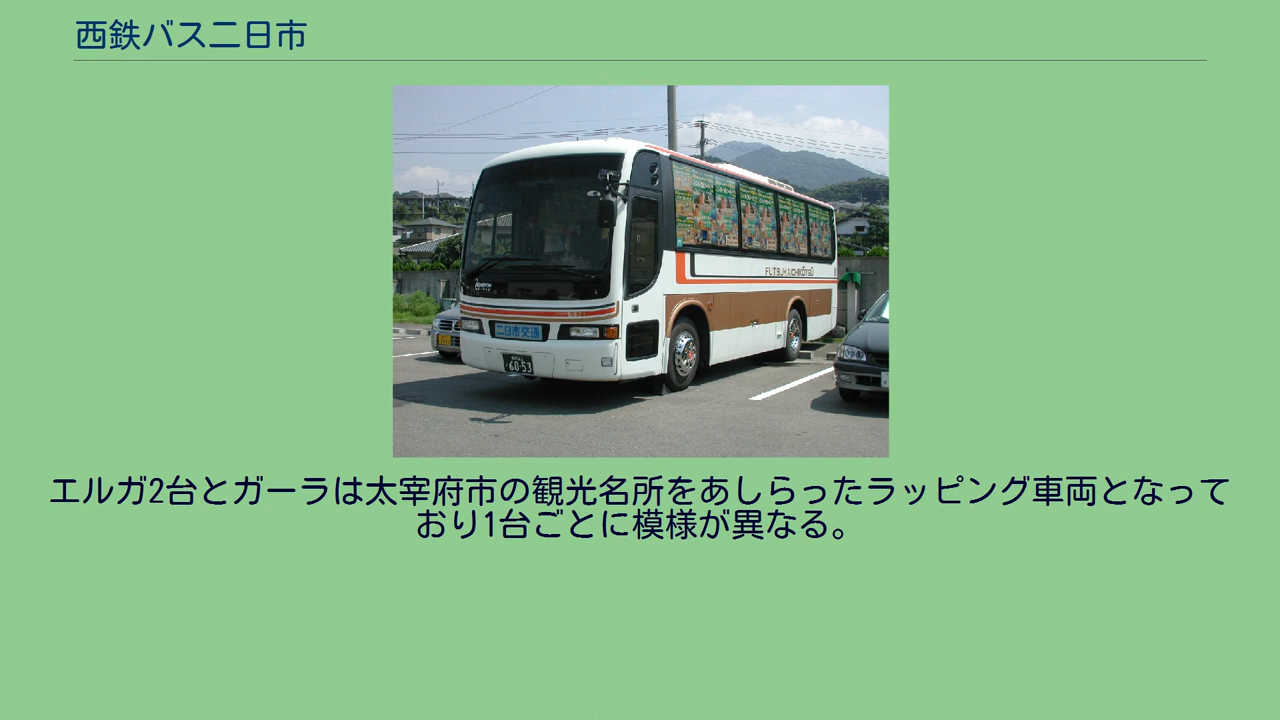 西鉄バス二日市
FUTSUKAICHI KŌTSŪ
二日市交通
60-53
エルガ2台とガーラは太宰府市の観光名所をあしらったラッピング車両となって
おり1台ごとに模様が異なる。